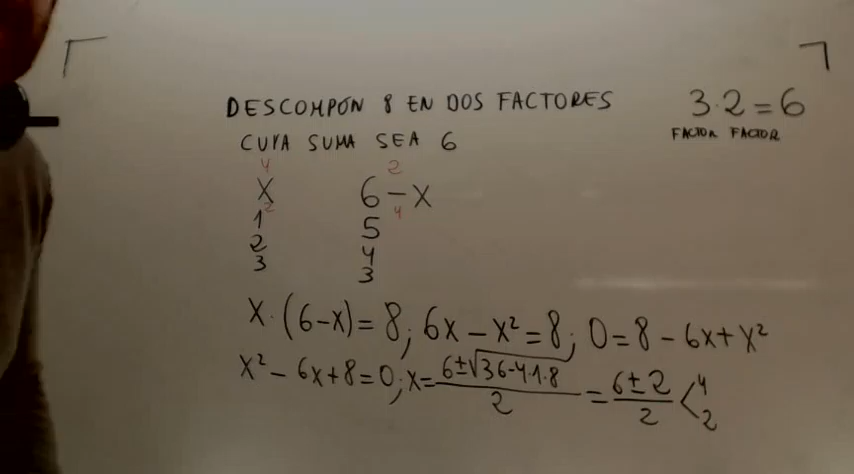 DESCOMPÓN 8 EN DOS FACTORES
CUYA SUMA SEA 6
3·2=6
FACTOR FACTOR
4 2
X 6-X
2 4
1 5
2 4
3 3
X·(6-X)=8; 6X-X²=8; 0=8-6X+X²
X²-6X+8=0; X=(6±√36-4·1·8)/2=(6±2)/2<4 2